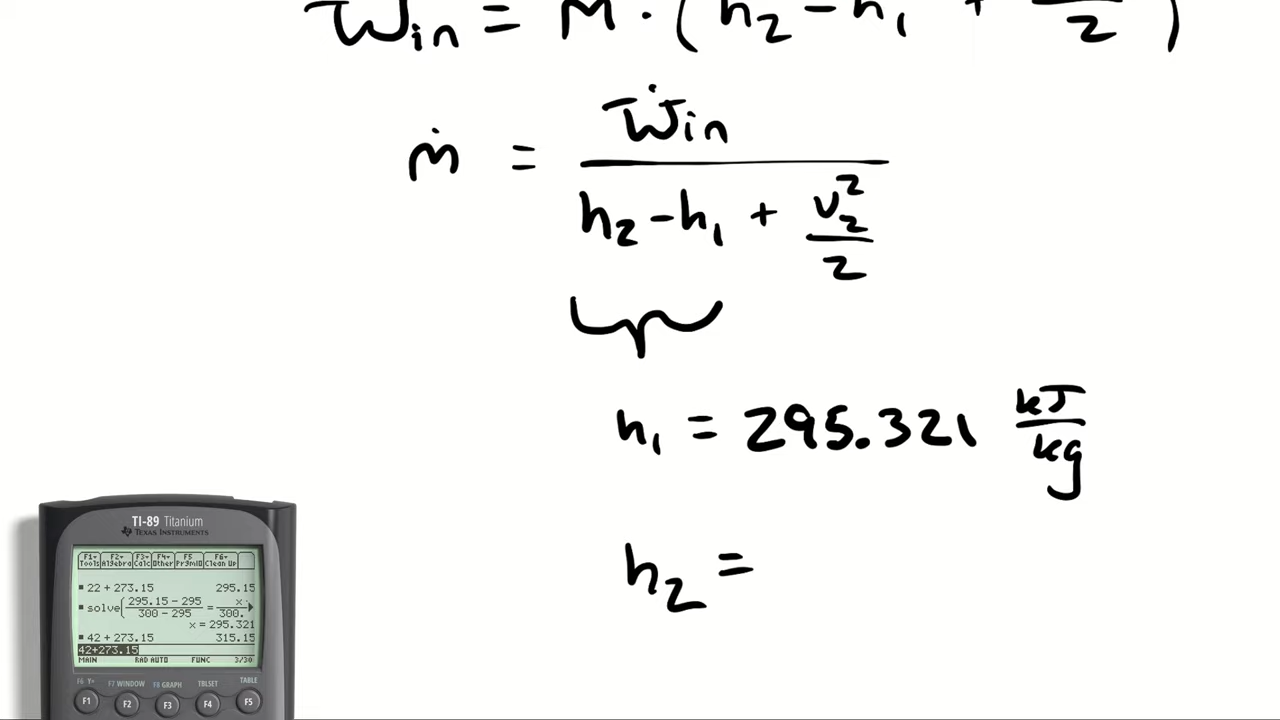 Ẇin = ṁ · (h₂ − h₁ + /2)
ṁ = Ẇin / (h₂ − h₁ + v₂²/2)
h₁ = 295.321 kJ/kg
h₂ =
TI-89 Titanium
TEXAS INSTRUMENTS
F1 Tools F2 Algebra F3 Calc F4 Other F5 PrgmIO F6 Clean Up
22 + 273.15 295.15
solve((295.15 − 295)/(300 − 295) = x/300.
x = 295.321
42 + 273.15 315.15
42+273.15
MAIN RAD AUTO FUNC 3/30
F6 Y= F7 WINDOW F8 GRAPH TBLSET TABLE
F1 F2 F3 F4 F5